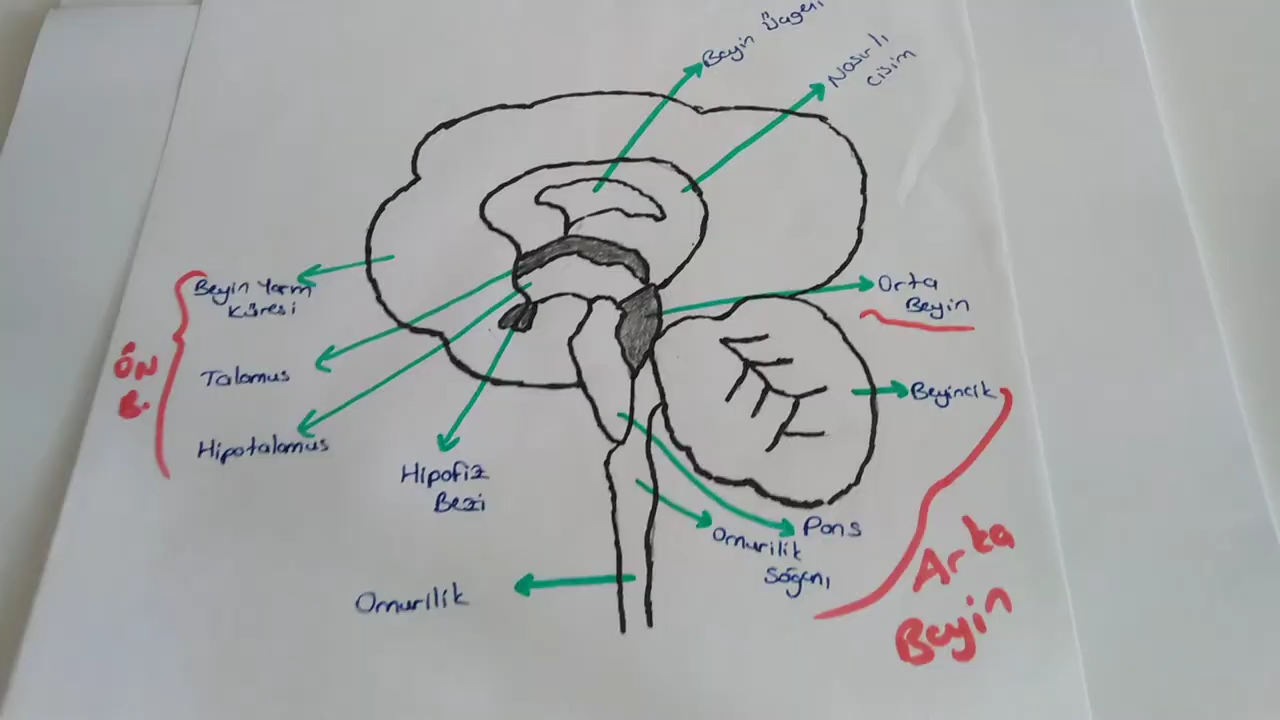 Beyin Üçgeni
Nasırlı
cisim
Beyin Yarım
Küresi
ÖN
B.
Talamus
Hipotalamus
Hipofiz
Bezi
Orta
Beyin
Beyincik
Pons
Omurilik
Soğanı
Omurilik
Arka
Beyin